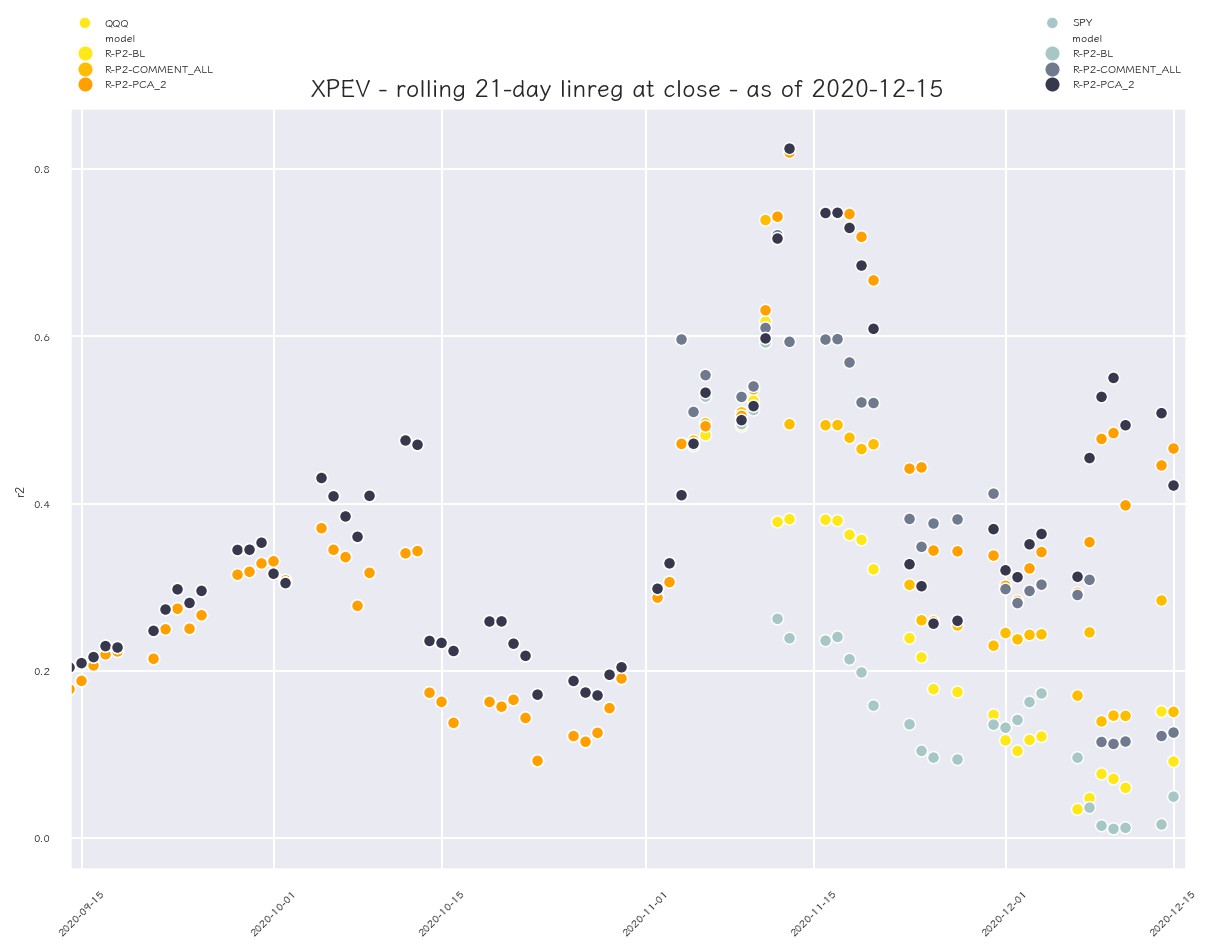 QQQ
model
R-P2-BL
R-P2-COMMENT_ALL
R-P2-PCA_2
SPY
model
R-P2-BL
R-P2-COMMENT_ALL
R-P2-PCA_2
XPEV - rolling 21-day linreg at close - as of 2020-12-15
0.8
0.6
0.4
0.2
0.0
r2
2020-09-15
2020-10-01
2020-10-15
2020-11-01
2020-11-15
2020-12-01
2020-12-15